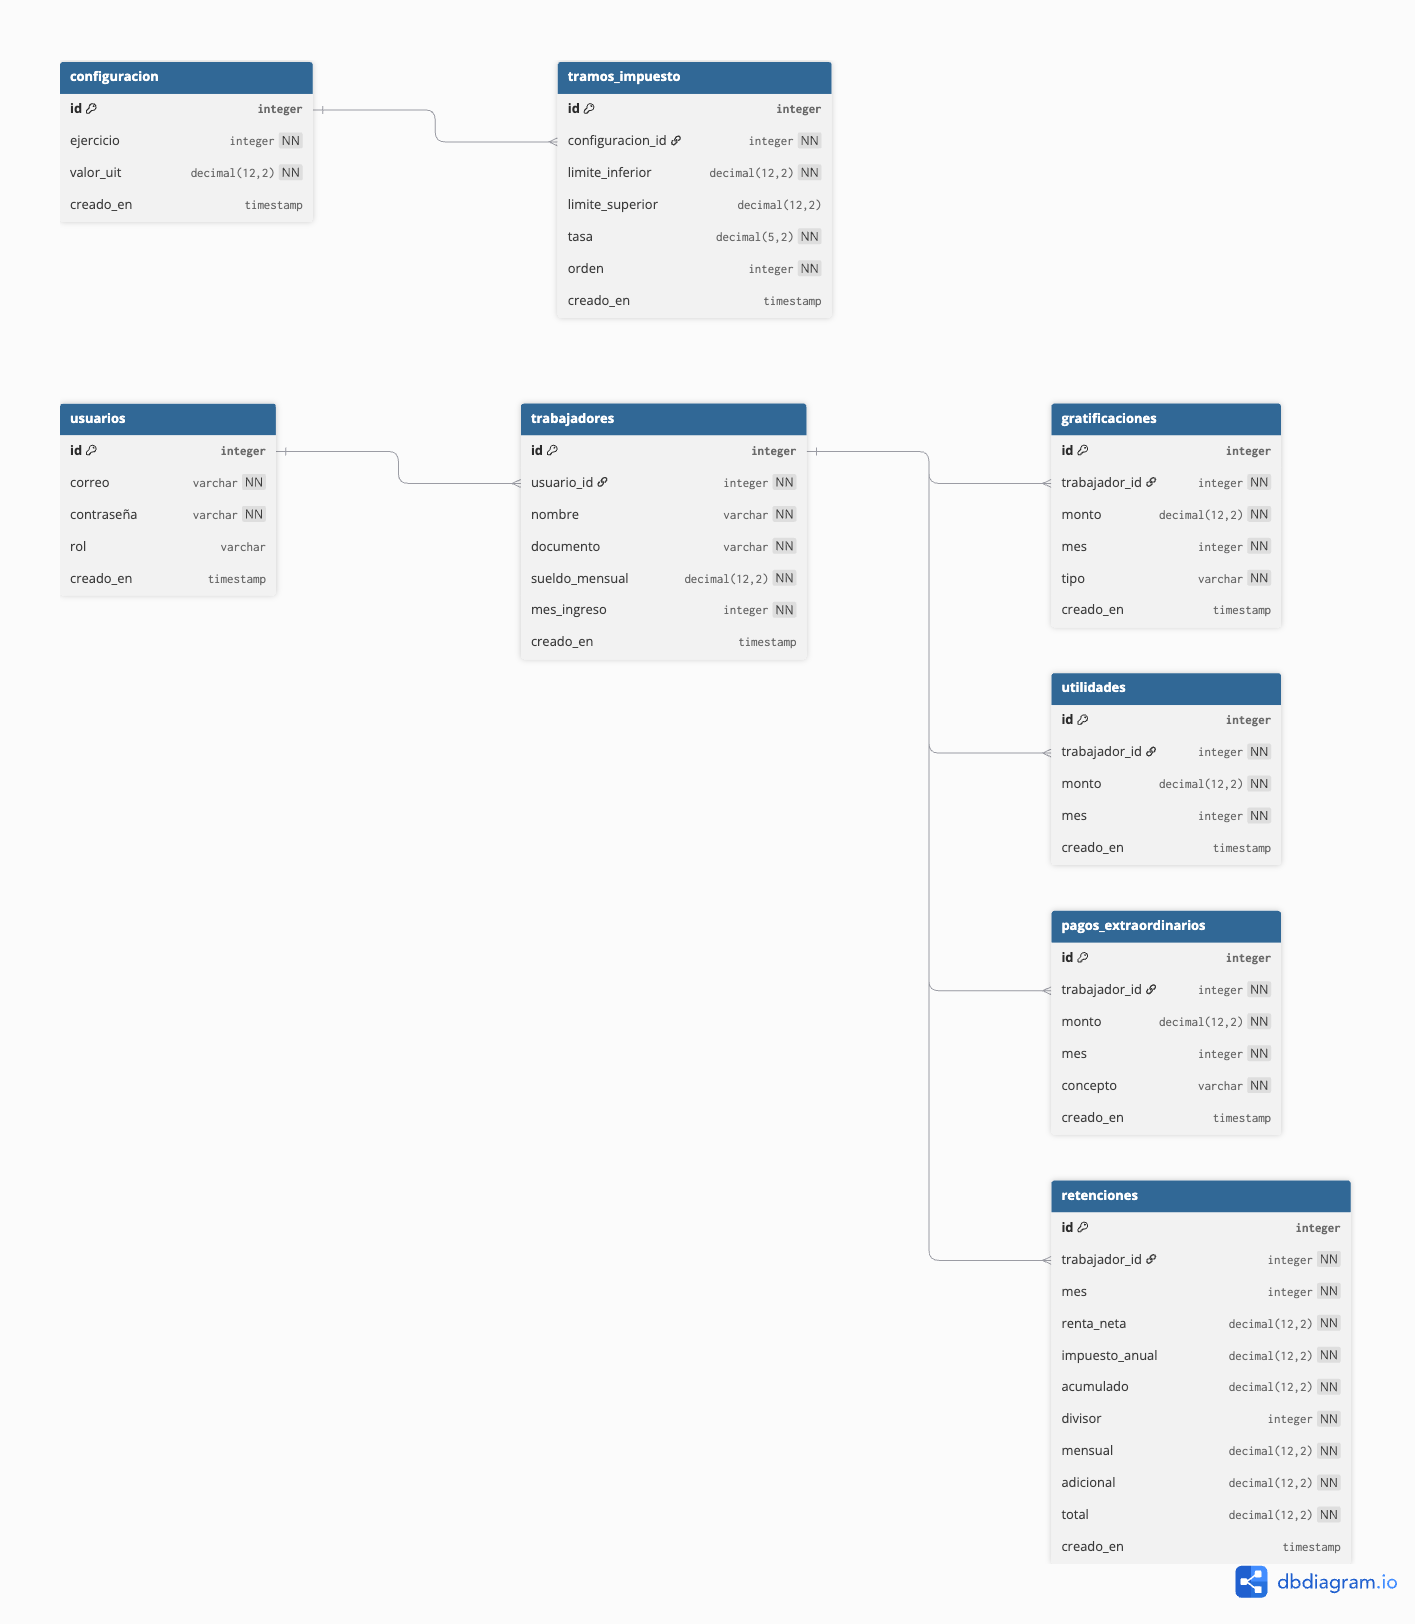 configuracion
id integer
ejercicio integer NN
valor_uit decimal(12,2) NN
creado_en timestamp
tramos_impuesto
id integer
configuracion_id integer NN
limite_inferior decimal(12,2) NN
limite_superior decimal(12,2)
tasa decimal(5,2) NN
orden integer NN
creado_en timestamp
usuarios
id integer
correo varchar NN
contraseña varchar NN
rol varchar
creado_en timestamp
trabajadores
id integer
usuario_id integer NN
nombre varchar NN
documento varchar NN
sueldo_mensual decimal(12,2) NN
mes_ingreso integer NN
creado_en timestamp
gratificaciones
id integer
trabajador_id integer NN
monto decimal(12,2) NN
mes integer NN
tipo varchar NN
creado_en timestamp
utilidades
id integer
trabajador_id integer NN
monto decimal(12,2) NN
mes integer NN
creado_en timestamp
pagos_extraordinarios
id integer
trabajador_id integer NN
monto decimal(12,2) NN
mes integer NN
concepto varchar NN
creado_en timestamp
retenciones
id integer
trabajador_id integer NN
mes integer NN
renta_neta decimal(12,2) NN
impuesto_anual decimal(12,2) NN
acumulado decimal(12,2) NN
divisor integer NN
mensual decimal(12,2) NN
adicional decimal(12,2) NN
total decimal(12,2) NN
creado_en timestamp
dbdiagram.io